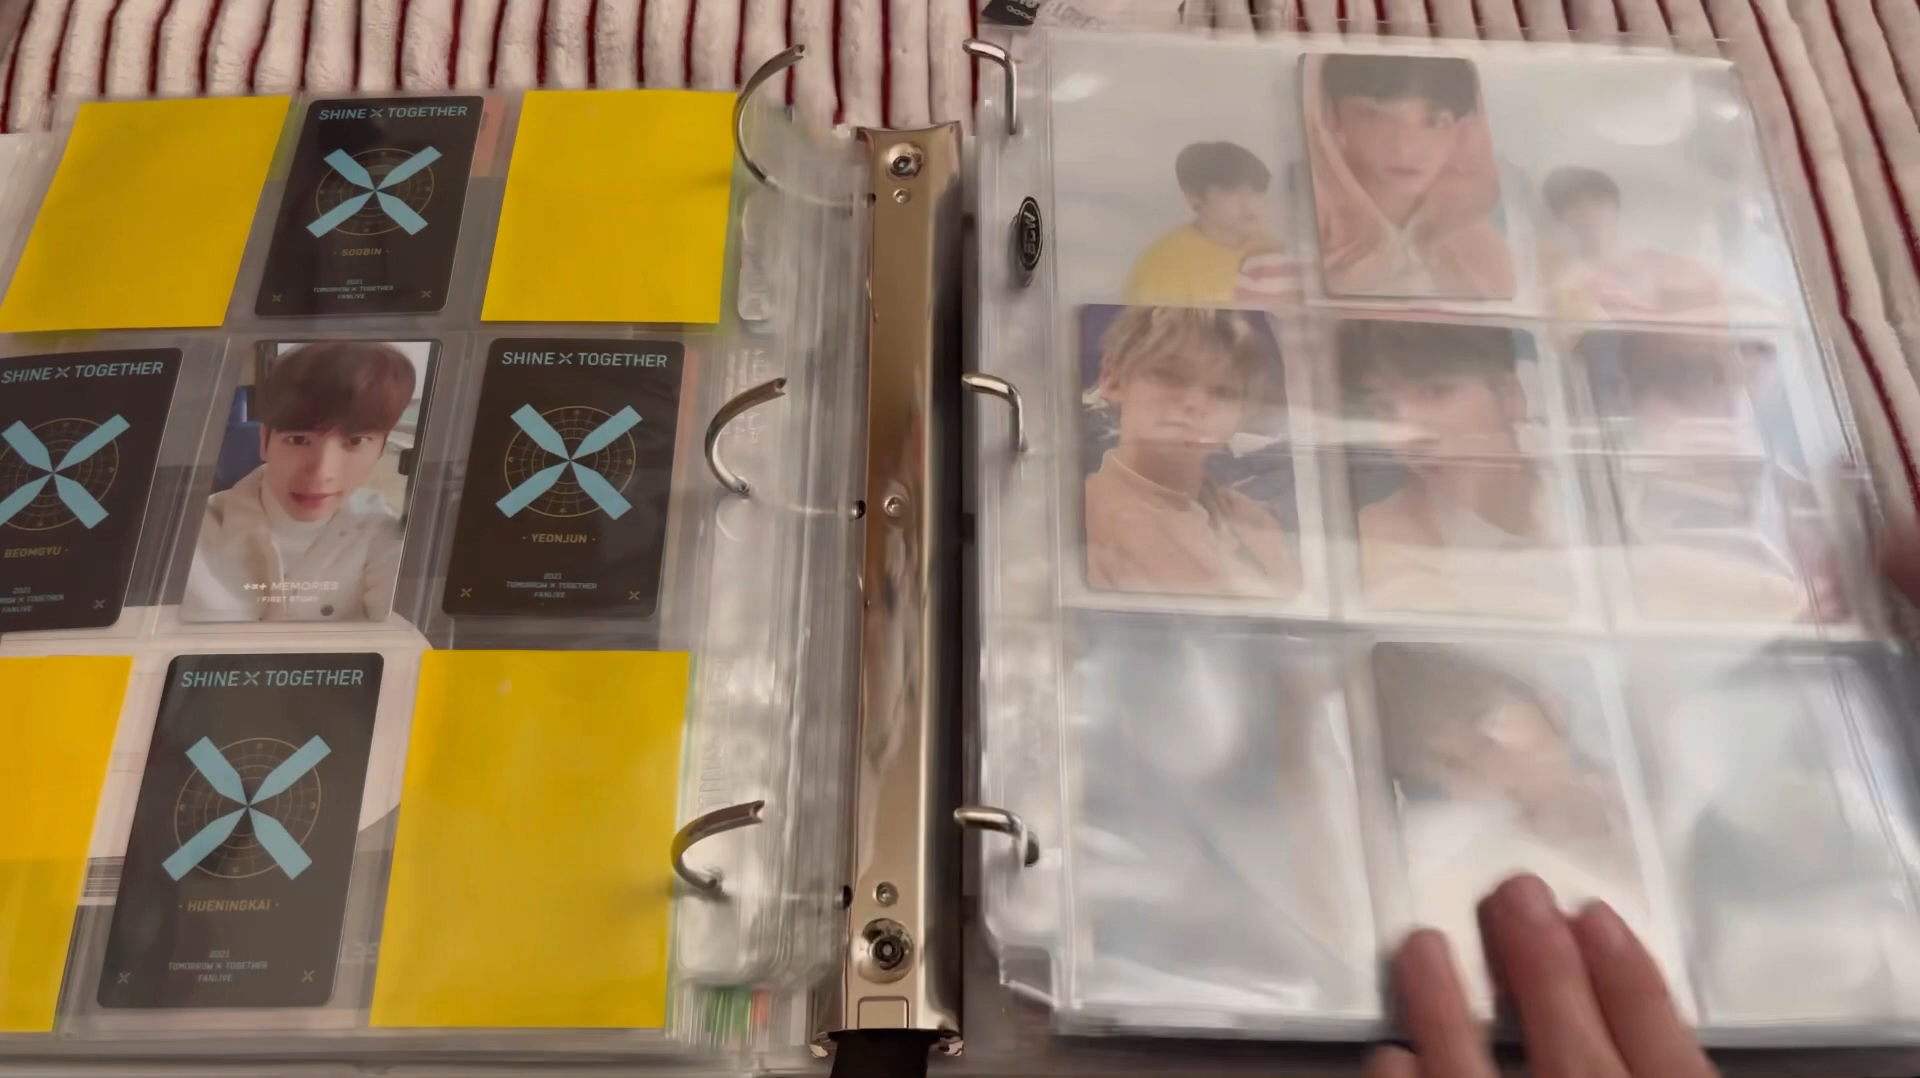 SHINE X TOGETHER
· SOOBIN ·
2021
TOMORROW X TOGETHER
FANLIVE
SHINE X TOGETHER
BEOMGYU ·
2021
TOGETHER
FANLIVE
MEMORIES
FIRST STORY
SHINE X TOGETHER
· YEONJUN ·
2021
TOMORROW X TOGETHER
FANLIVE
SHINE X TOGETHER
· HUENINGKAI ·
2021
TOMORROW X TOGETHER
FANLIVE
BCW